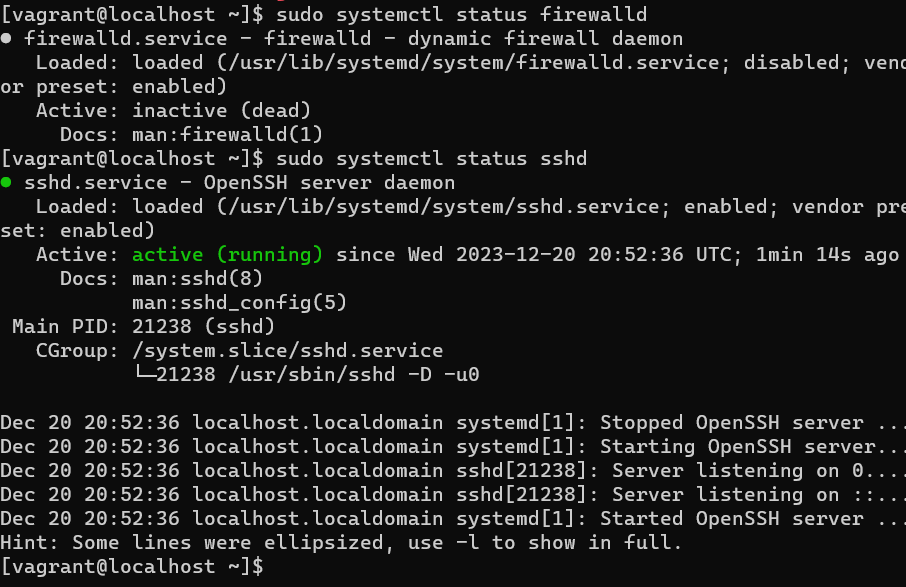 [vagrant@localhost ~]$ sudo systemctl status firewalld
● firewalld.service - firewalld - dynamic firewall daemon
   Loaded: loaded (/usr/lib/systemd/system/firewalld.service; disabled; vend
or preset: enabled)
   Active: inactive (dead)
     Docs: man:firewalld(1)
[vagrant@localhost ~]$ sudo systemctl status sshd
● sshd.service - OpenSSH server daemon
   Loaded: loaded (/usr/lib/systemd/system/sshd.service; enabled; vendor pre
set: enabled)
   Active: active (running) since Wed 2023-12-20 20:52:36 UTC; 1min 14s ago
     Docs: man:sshd(8)
           man:sshd_config(5)
 Main PID: 21238 (sshd)
   CGroup: /system.slice/sshd.service
           └─21238 /usr/sbin/sshd -D -u0

Dec 20 20:52:36 localhost.localdomain systemd[1]: Stopped OpenSSH server ...
Dec 20 20:52:36 localhost.localdomain systemd[1]: Starting OpenSSH server...
Dec 20 20:52:36 localhost.localdomain sshd[21238]: Server listening on 0....
Dec 20 20:52:36 localhost.localdomain sshd[21238]: Server listening on ::...
Dec 20 20:52:36 localhost.localdomain systemd[1]: Started OpenSSH server ...
Hint: Some lines were ellipsized, use -l to show in full.
[vagrant@localhost ~]$